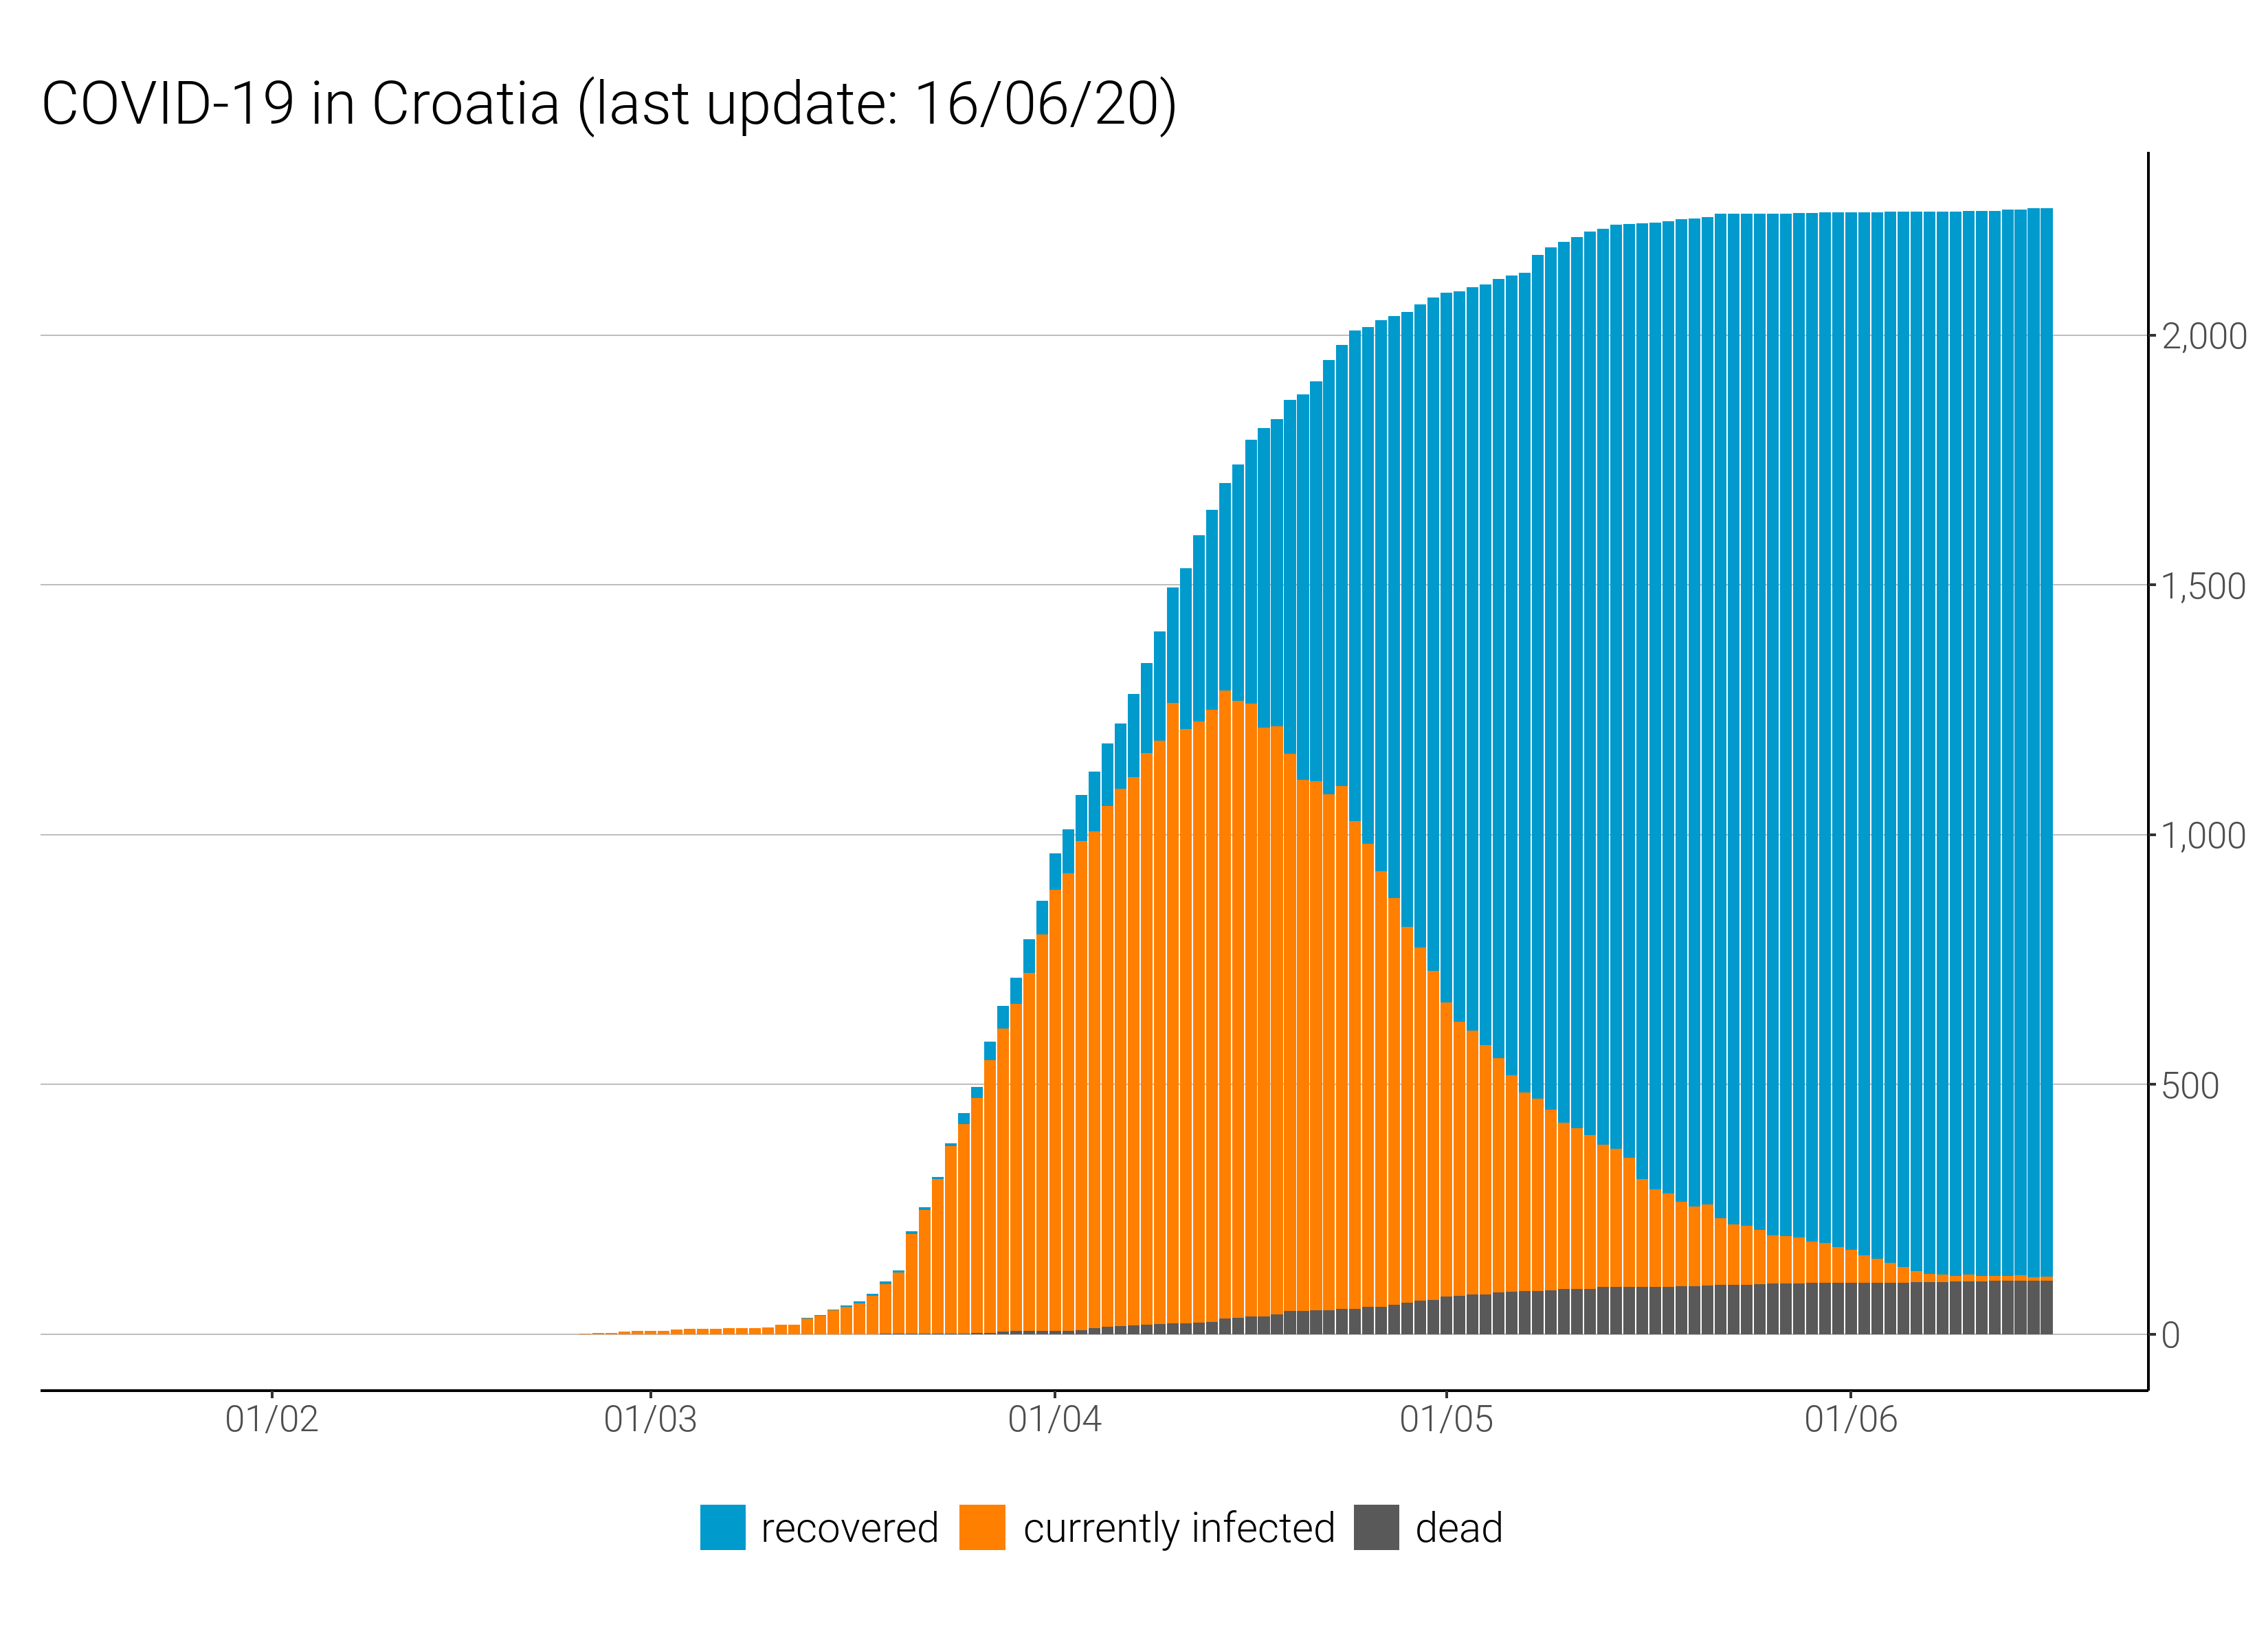 COVID-19 in Croatia (last update: 16/06/20)
2,000
1,500
1,000
500
0
01/02 01/03 01/04 01/05 01/06
recovered currently infected dead